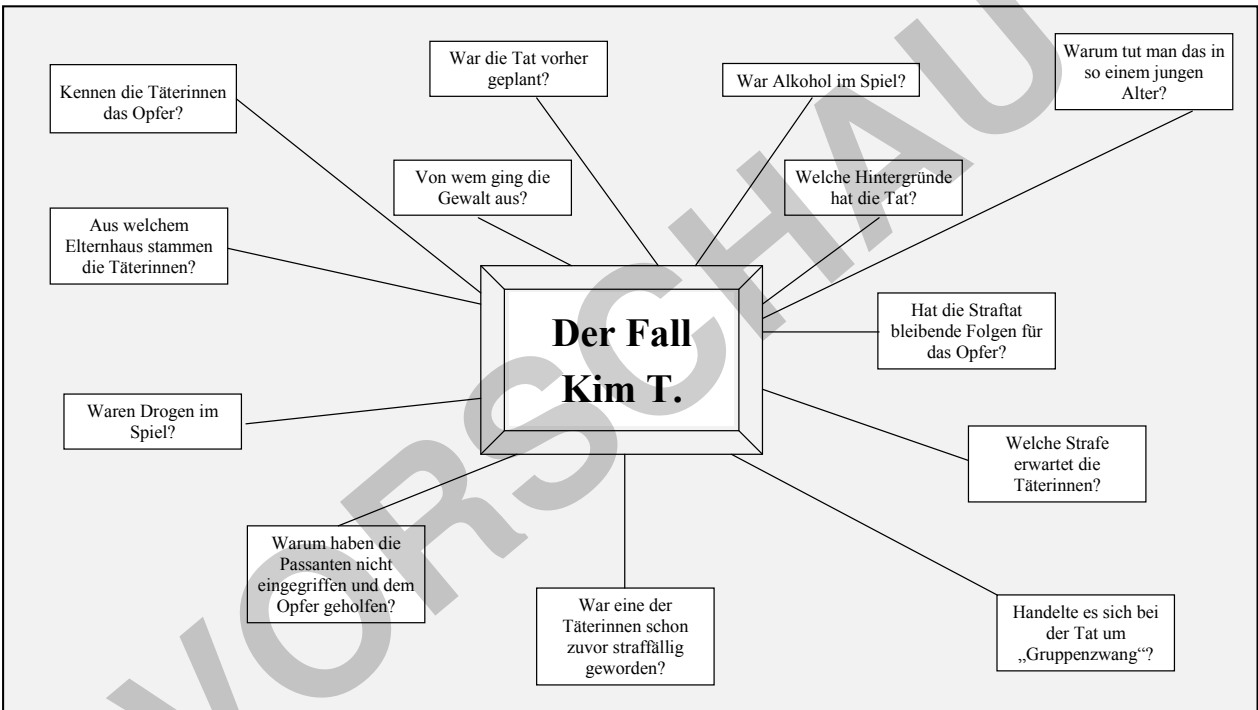 War die Tat vorher
geplant?
War Alkohol im Spiel?
Warum tut man das in
so einem jungen
Alter?
Kennen die Täterinnen
das Opfer?
Von wem ging die
Gewalt aus?
Welche Hintergründe
hat die Tat?
Aus welchem
Elternhaus stammen
die Täterinnen?
Der Fall
Kim T.
Hat die Straftat
bleibende Folgen für
das Opfer?
Waren Drogen im
Spiel?
Welche Strafe
erwartet die
Täterinnen?
Warum haben die
Passanten nicht
eingegriffen und dem
Opfer geholfen?
War eine der
Täterinnen schon
zuvor straffällig
geworden?
Handelte es sich bei
der Tat um
„Gruppenzwang“?
VORSCHAU